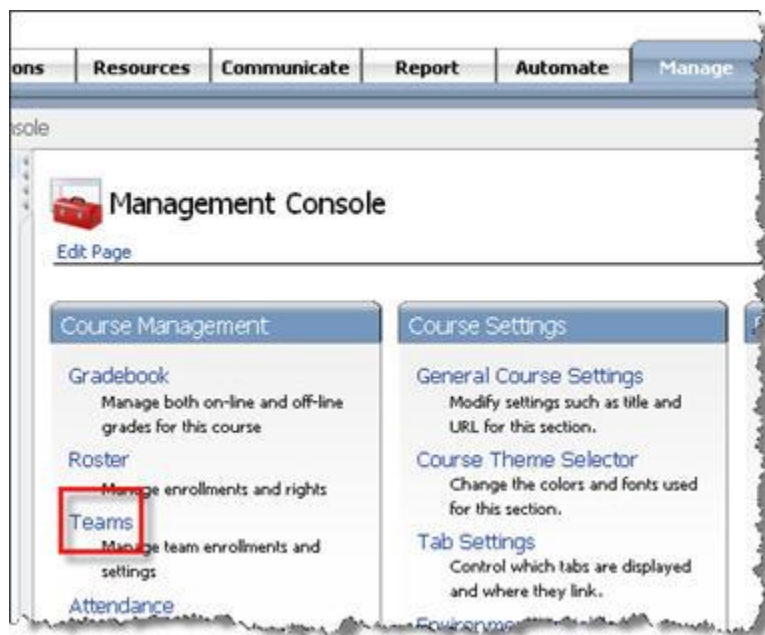 ons Resources Communicate Report Automate Manage
sole
Management Console
Edit Page
Course Management
Gradebook
Manage both on-line and off-line
grades for this course
Roster
Manage enrollments and rights
Teams
Manage team enrollments and
settings
Attendance
Course Settings
General Course Settings
Modify settings such as title and
URL for this section.
Course Theme Selector
Change the colors and fonts used
for this section.
Tab Settings
Control which tabs are displayed
and where they link.